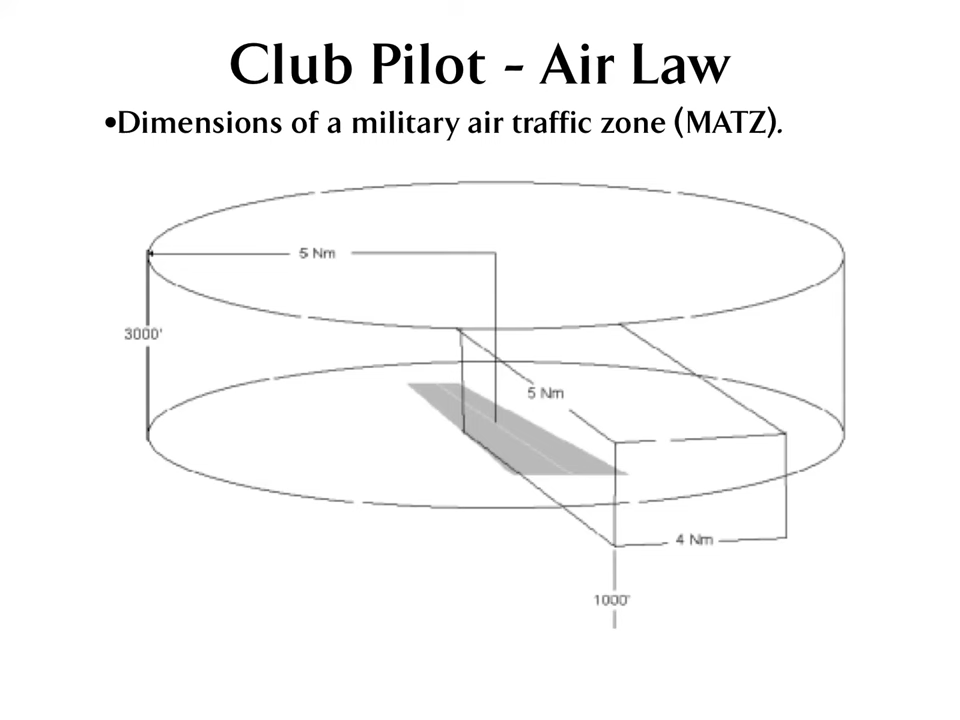 Club Pilot - Air Law
•Dimensions of a military air traffic zone (MATZ).
5 Nm
3000'
5 Nm
4 Nm
1000'